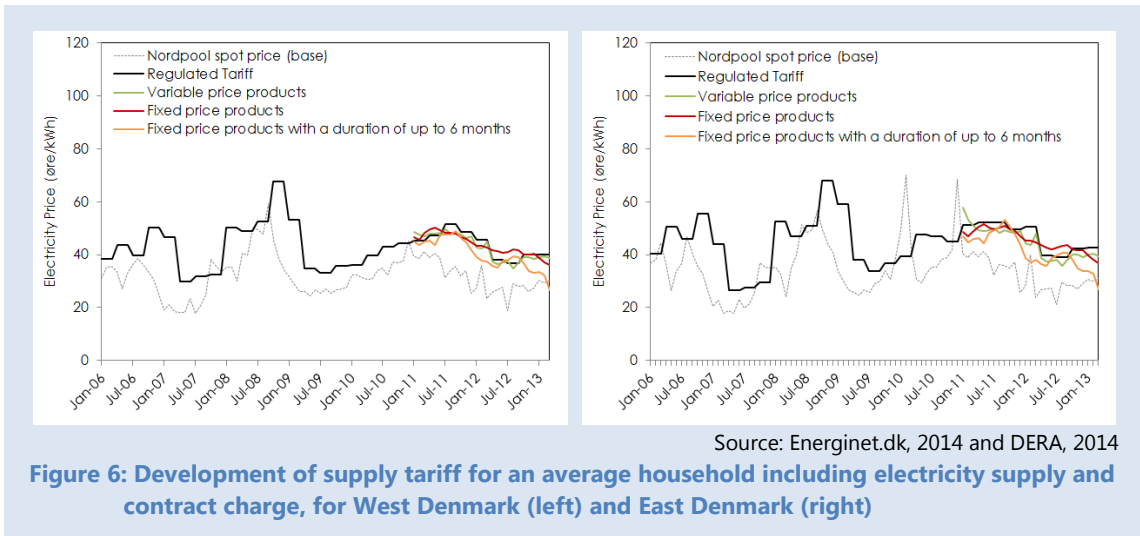 120
100
80
60
40
20
0
Electricity Price (øre/kWh)
Nordpool spot price (base)
Regulated Tariff
Variable price products
Fixed price products
Fixed price products with a duration of up to 6 months
Jan-06
Jul-06
Jan-07
Jul-07
Jan-08
Jul-08
Jan-09
Jul-09
Jan-10
Jul-10
Jan-11
Jul-11
Jan-12
Jul-12
Jan-13
120
100
80
60
40
20
0
Electricity Price (øre/kWh)
Nordpool spot price (base)
Regulated Tariff
Variable price products
Fixed price products
Fixed price products with a duration of up to 6 months
Jan-06
Jul-06
Jan-07
Jul-07
Jan-08
Jul-08
Jan-09
Jul-09
Jan-10
Jul-10
Jan-11
Jul-11
Jan-12
Jul-12
Jan-13
Source: Energinet.dk, 2014 and DERA, 2014
Figure 6: Development of supply tariff for an average household including electricity supply and
contract charge, for West Denmark (left) and East Denmark (right)